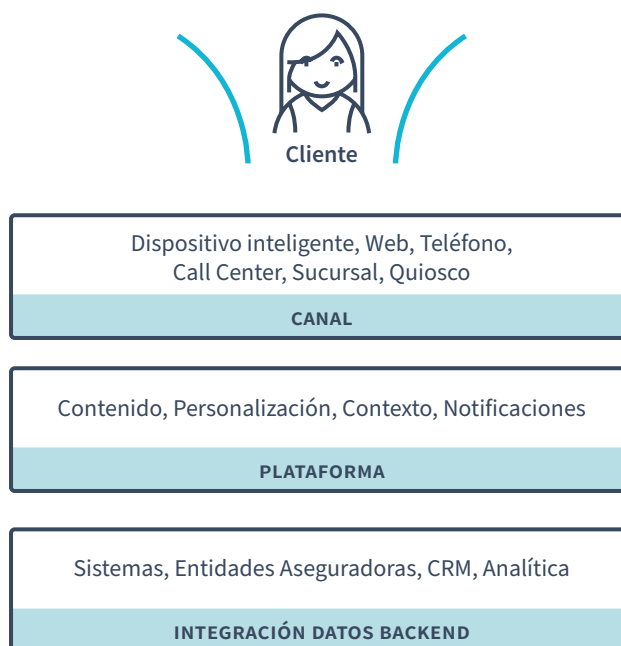 Cliente
Dispositivo inteligente, Web, Teléfono,
Call Center, Sucursal, Quiosco
CANAL
Contenido, Personalización, Contexto, Notificaciones
PLATAFORMA
Sistemas, Entidades Aseguradoras, CRM, Analítica
INTEGRACIÓN DATOS BACKEND